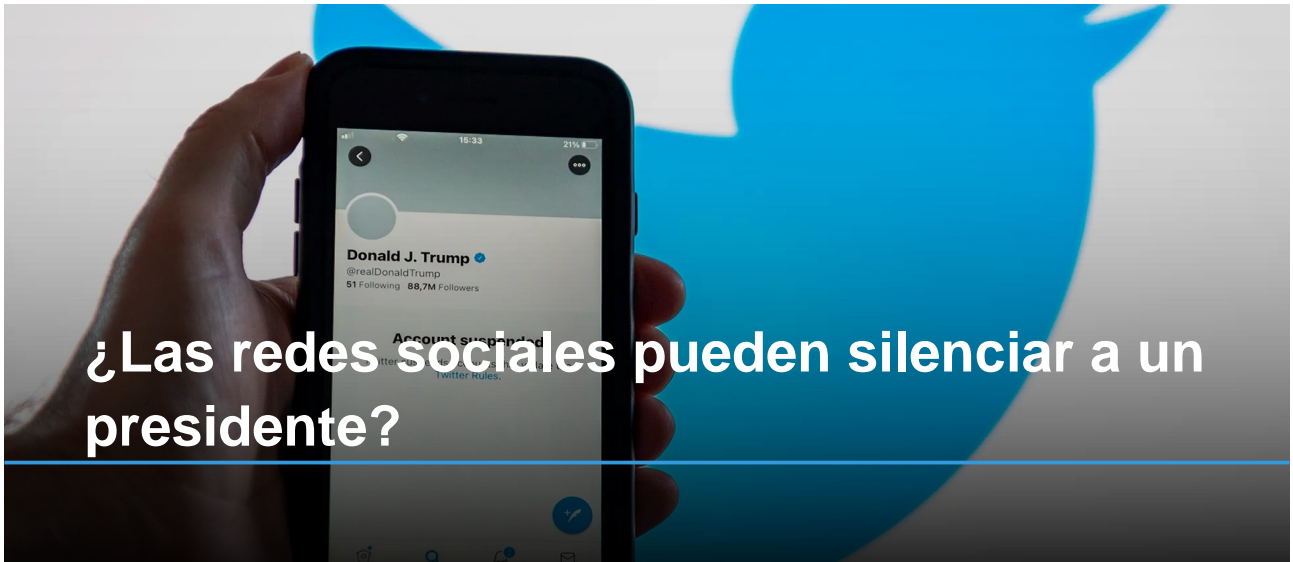 15:33
21%
Donald J. Trump
@realDonaldTrump
51 Following 88,7M Followers
Account suspended
¿Las redes sociales pueden silenciar a un
Twitter Rules.
presidente?